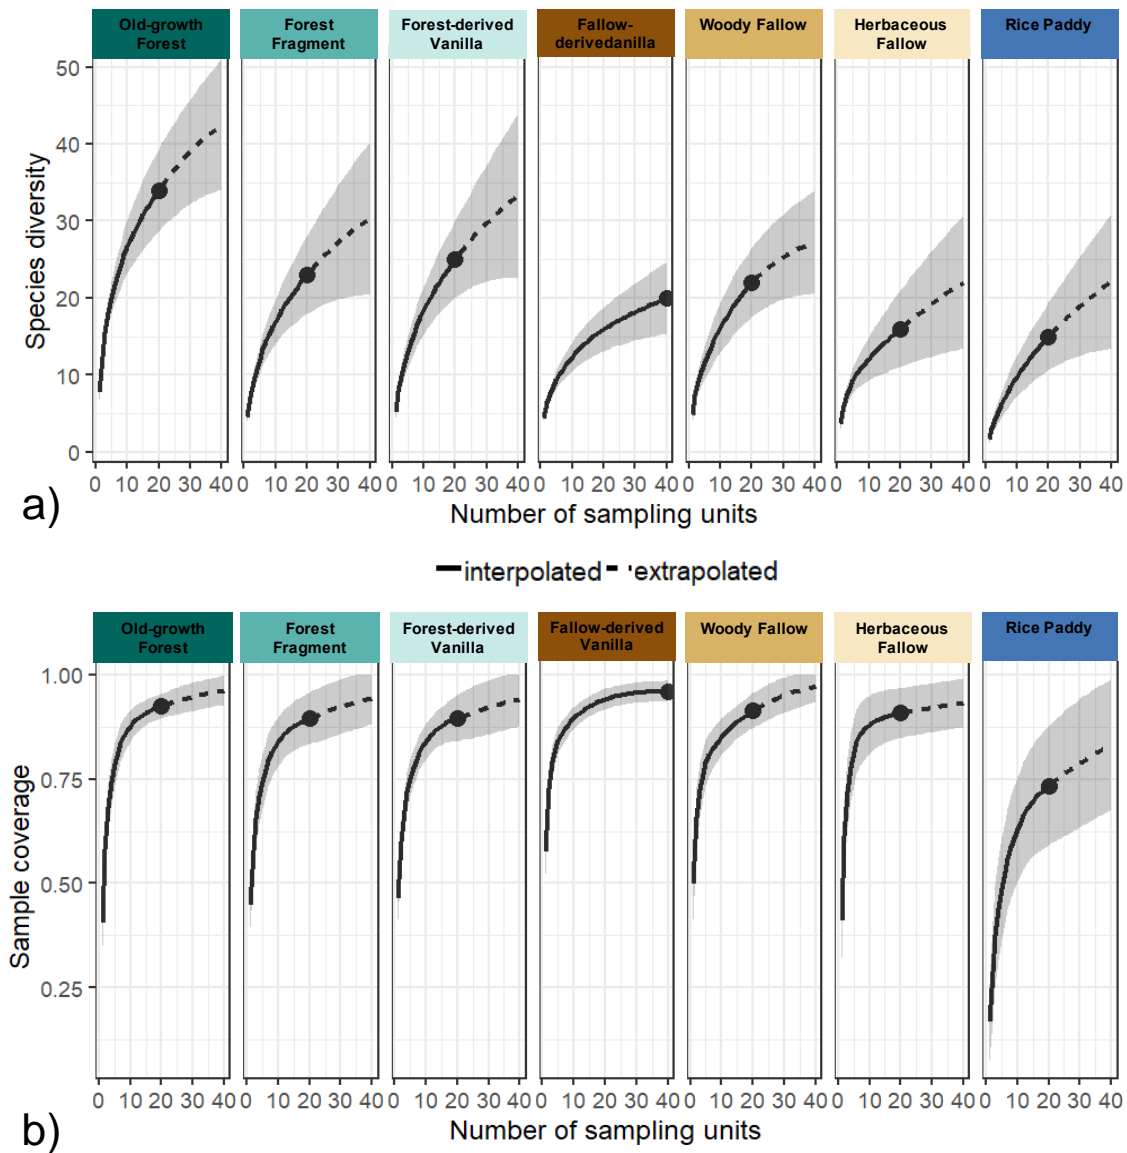 Old-growth Forest
Forest Fragment
Forest-derived Vanilla
Fallow-derivedanilla
Woody Fallow
Herbaceous Fallow
Rice Paddy
Species diversity
50
40
30
20
10
0
0 10 20 30 40 0 10 20 30 40 0 10 20 30 40 0 10 20 30 40 0 10 20 30 40 0 10 20 30 40 0 10 20 30 40
a)
Number of sampling units
interpolated extrapolated
Old-growth Forest
Forest Fragment
Forest-derived Vanilla
Fallow-derived Vanilla
Woody Fallow
Herbaceous Fallow
Rice Paddy
Sample coverage
1.00
0.75
0.50
0.25
0 10 20 30 40 0 10 20 30 40 0 10 20 30 40 0 10 20 30 40 0 10 20 30 40 0 10 20 30 40 0 10 20 30 40
b)
Number of sampling units